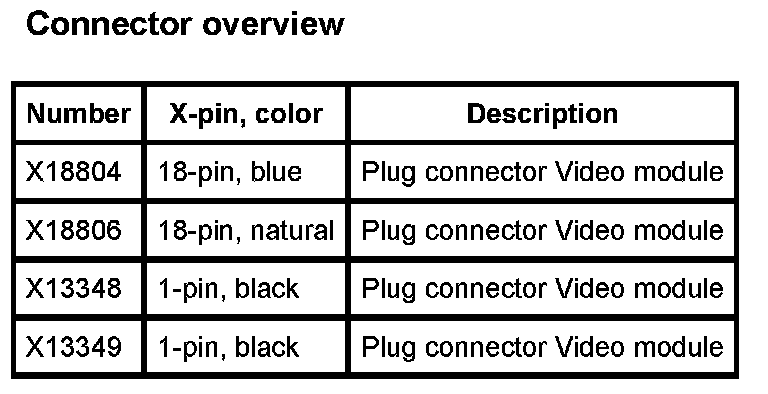 Connector overview
Number X-pin, color Description
X18804 18-pin, blue Plug connector Video module
X18806 18-pin, natural Plug connector Video module
X13348 1-pin, black Plug connector Video module
X13349 1-pin, black Plug connector Video module